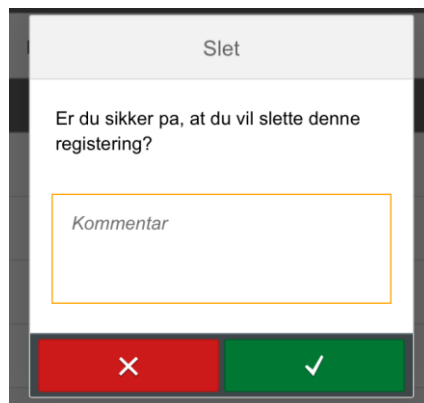 Slet
Er du sikker pa, at du vil slette denne
registering?
Kommentar